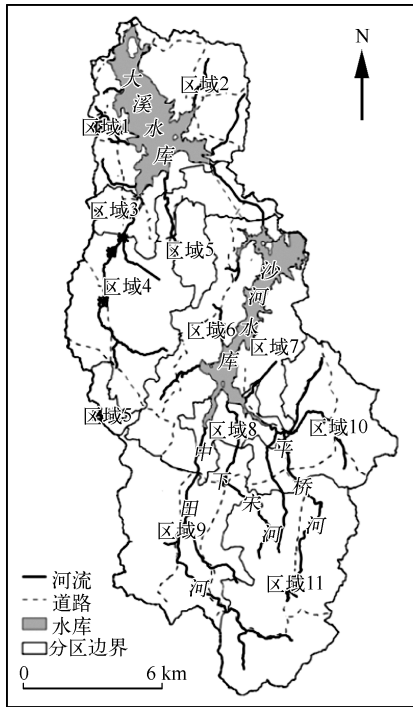 N
大溪水库
区域2
区域1
区域3
区域5
区域4
沙河水库
区域6
区域7
区域5
区域8
区域10
中田河
下宋河
平桥河
区域9
区域11
河流
道路
水库
分区边界
0 6 km